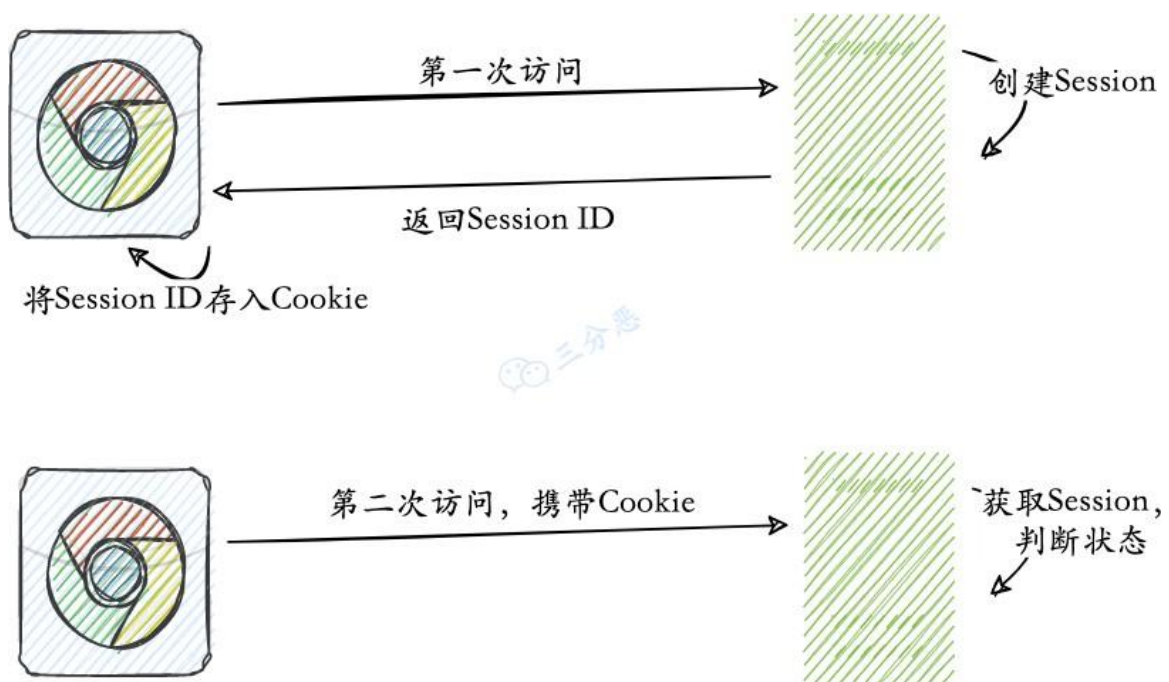 第一次访问
创建Session
返回Session ID
将Session ID存入Cookie
三分恶
第二次访问，携带Cookie
获取Session，
判断状态